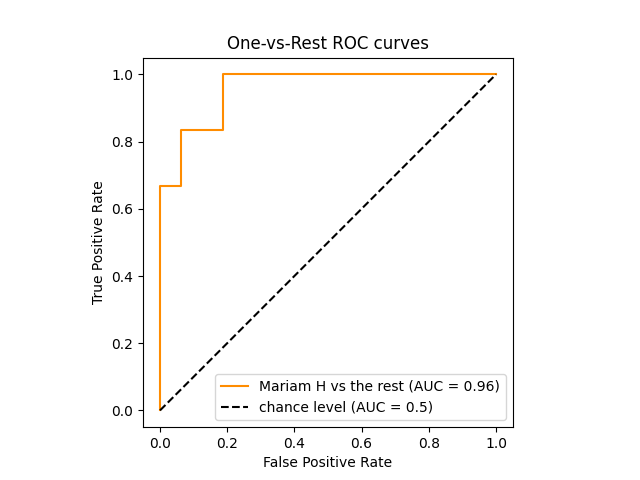 One-vs-Rest ROC curves
True Positive Rate
1.0
0.8
0.6
0.4
0.2
0.0
Mariam H vs the rest (AUC = 0.96)
chance level (AUC = 0.5)
0.0 0.2 0.4 0.6 0.8 1.0
False Positive Rate